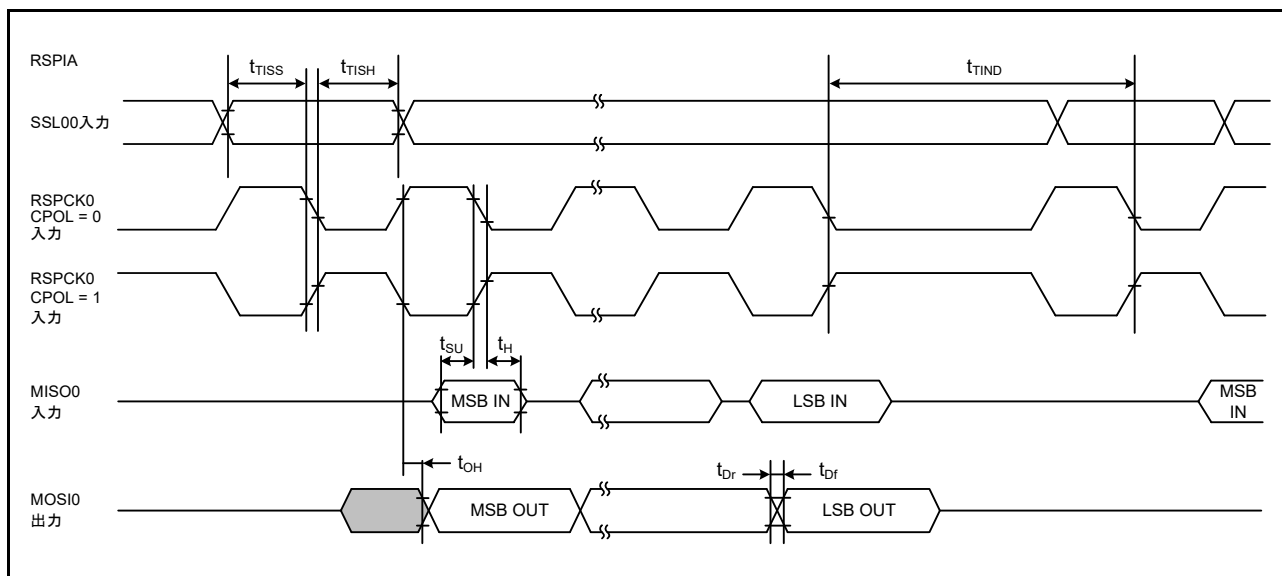 RSPIA
tTISS
tTISH
tTIND
SSL00入力
RSPCK0
CPOL = 0
入力
RSPCK0
CPOL = 1
入力
tSU
tH
MISO0
入力
MSB IN
LSB IN
MSB
IN
tOH
tDr
tDf
MOSI0
出力
MSB OUT
LSB OUT